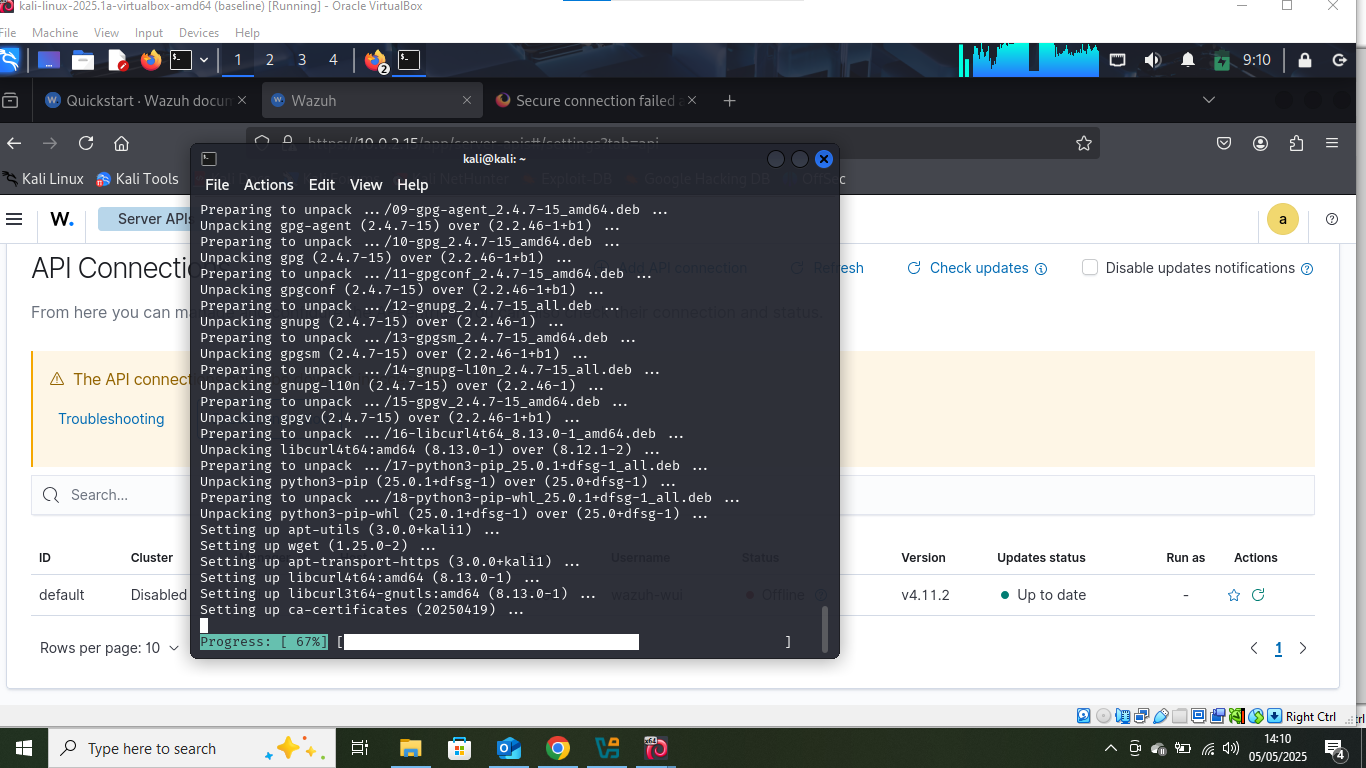 kali-linux-2025.1a-virtualbox-amd64 (baseline) [Running] - Oracle VirtualBox
File Machine View Input Devices Help
1 2 3 4 2 9:10
Quickstart · Wazuh docun Wazuh Secure connection failed a
https://10.0.2.15/app/server-apis#/settings?tab=api
kali@kali: ~
Kali Linux Kali Tools Kali NetHunter Exploit-DB Google Hacking DB OffSec
File Actions Edit View Help
W. Server APIs a
Preparing to unpack .../09-gpg-agent_2.4.7-15_amd64.deb ...
Unpacking gpg-agent (2.4.7-15) over (2.2.46-1+b1) ...
Preparing to unpack .../10-gpg_2.4.7-15_amd64.deb ...
Unpacking gpg (2.4.7-15) over (2.2.46-1+b1) ...
Preparing to unpack .../11-gpgconf_2.4.7-15_amd64.deb ...
Unpacking gpgconf (2.4.7-15) over (2.2.46-1+b1) ...
Preparing to unpack .../12-gnupg_2.4.7-15_all.deb ...
Unpacking gnupg (2.4.7-15) over (2.2.46-1) ...
Preparing to unpack .../13-gpgsm_2.4.7-15_amd64.deb ...
Unpacking gpgsm (2.4.7-15) over (2.2.46-1+b1) ...
Preparing to unpack .../14-gnupg-l10n_2.4.7-15_all.deb ...
Unpacking gnupg-l10n (2.4.7-15) over (2.2.46-1) ...
Preparing to unpack .../15-gpgv_2.4.7-15_amd64.deb ...
Unpacking gpgv (2.4.7-15) over (2.2.46-1+b1) ...
Preparing to unpack .../16-libcurl4t64_8.13.0-1_amd64.deb ...
Unpacking libcurl4t64:amd64 (8.13.0-1) over (8.12.1-2) ...
Preparing to unpack .../17-python3-pip_25.0.1+dfsg-1_all.deb ...
Unpacking python3-pip (25.0.1+dfsg-1) over (25.0+dfsg-1) ...
Preparing to unpack .../18-python3-pip-whl_25.0.1+dfsg-1_all.deb ...
Unpacking python3-pip-whl (25.0.1+dfsg-1) over (25.0+dfsg-1) ...
Setting up apt-utils (3.0.0+kali1) ...
Setting up wget (1.25.0-2) ...
Setting up apt-transport-https (3.0.0+kali1) ...
Setting up libcurl4t64:amd64 (8.13.0-1) ...
Setting up libcurl3t64-gnutls:amd64 (8.13.0-1) ...
Setting up ca-certificates (20250419) ...
Progress: [ 67%] [ ]
API Connectio Add API connection Refresh Check updates Disable updates notifications
From here you can ma check their connection and status.
The API connect
Troubleshooting
Search...
ID Cluster Username Status Version Updates status Run as Actions
default Disabled wazuh-wui Offline v4.11.2 Up to date -
Rows per page: 10 1
Right Ctrl
Type here to search
14:10
05/05/2025
4